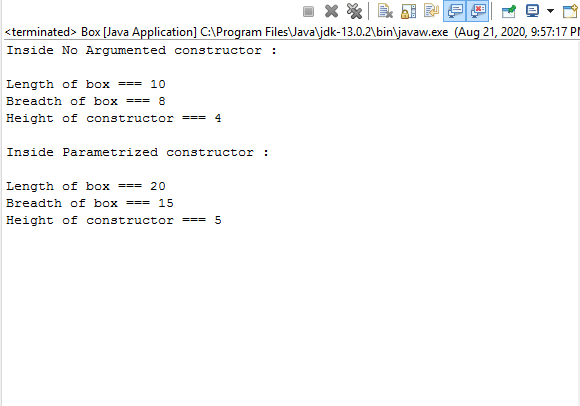 <terminated> Box [Java Application] C:\Program Files\Java\jdk-13.0.2\bin\javaw.exe (Aug 21, 2020, 9:57:17 PM
Inside No Argumented constructor :
Length of box === 10
Breadth of box === 8
Height of constructor === 4
Inside Parametrized constructor :
Length of box === 20
Breadth of box === 15
Height of constructor === 5